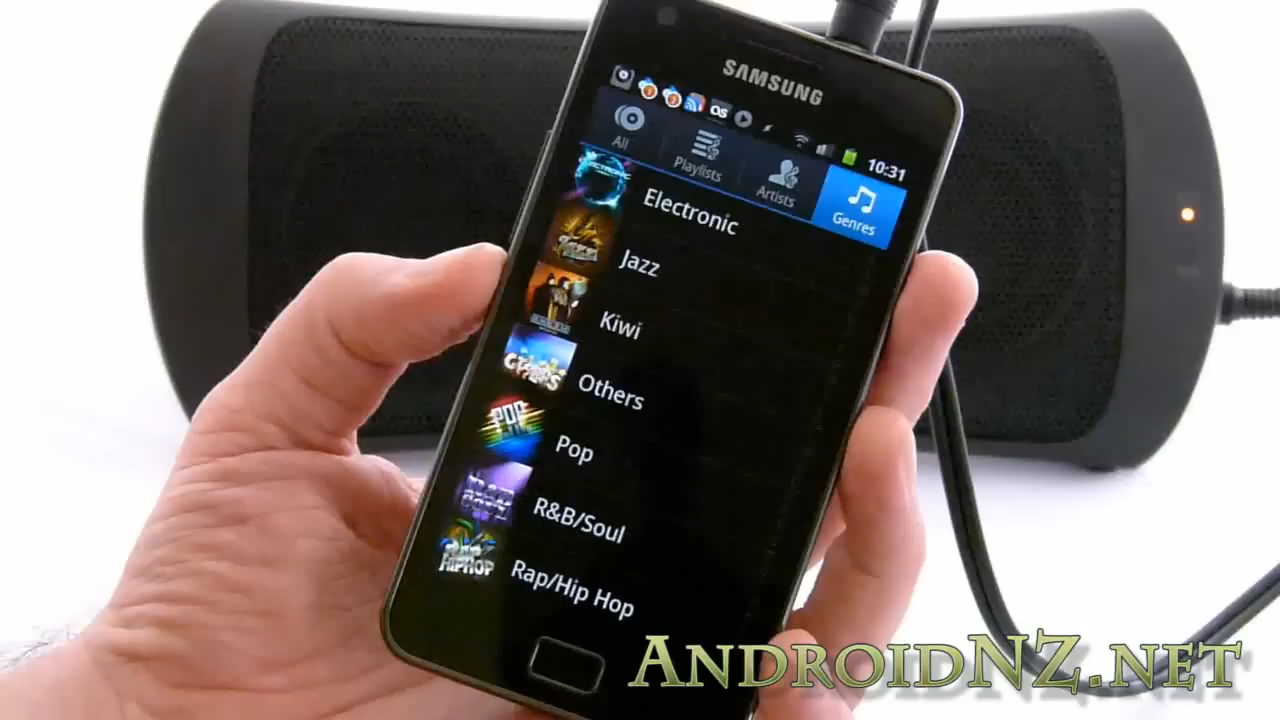 SAMSUNG
10:31
All
Playlists
Artists
Genres
Electronic
Jazz
Kiwi
Others
Pop
R&B/Soul
Rap/Hip Hop
ANDROIDNZ.NET